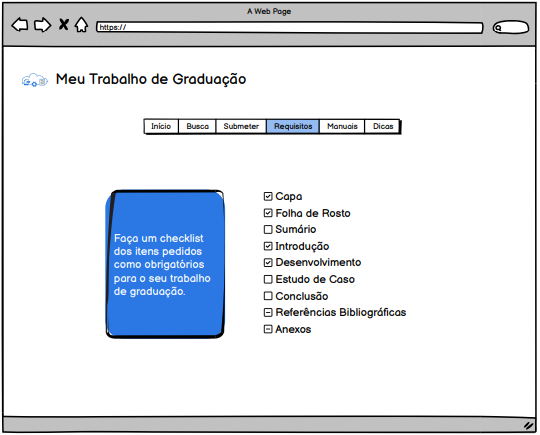 A Web Page
https://
Meu Trabalho de Graduação
Início Busca Submeter Requisitos Manuais Dicas
Faça um checklist
dos itens pedidos
como obrigatórios
para o seu trabalho
de graduação.
Capa
Folha de Rosto
Sumário
Introdução
Desenvolvimento
Estudo de Caso
Conclusão
Referências Bibliográficas
Anexos